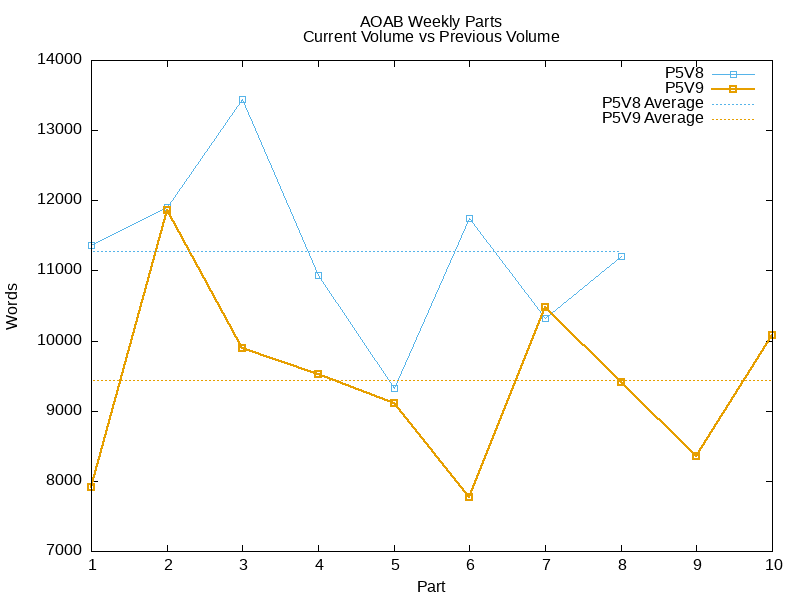 AOAB Weekly Parts
Current Volume vs Previous Volume
14000
13000
12000
11000
10000
9000
8000
7000
Words
P5V8
P5V9
P5V8 Average
P5V9 Average
1 2 3 4 5 6 7 8 9 10
Part